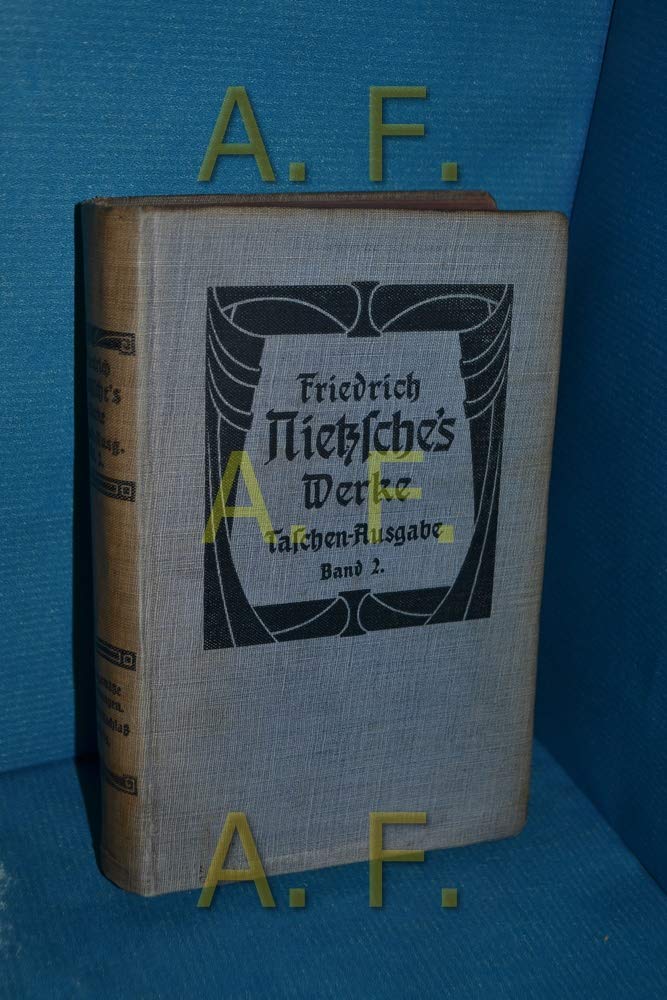 A. F.
Friedrich
Nietzsche's
Werke
Taschen-Ausgabe
Band 2.
A. F.
A. F.